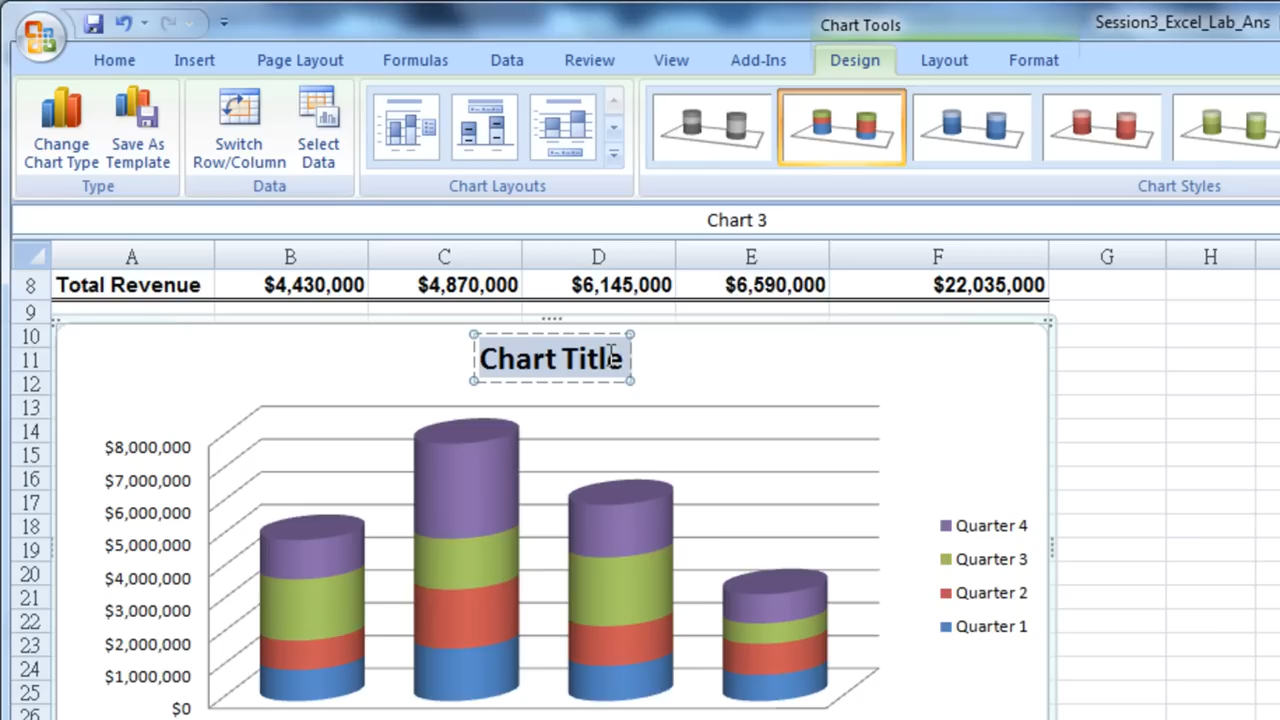 Chart Tools
Session3_Excel_Lab_Ans
Home Insert Page Layout Formulas Data Review View Add-Ins Design Layout Format
Change Chart Type
Save As Template
Switch Row/Column
Select Data
Type Data Chart Layouts Chart Styles
Chart 3
A B C D E F G H
8 Total Revenue $4,430,000 $4,870,000 $6,145,000 $6,590,000 $22,035,000
9
10
11
12
13
14
15
16
17
18
19
20
21
22
23
24
25
26
Chart Title
$8,000,000
$7,000,000
$6,000,000
$5,000,000
$4,000,000
$3,000,000
$2,000,000
$1,000,000
$0
Quarter 4
Quarter 3
Quarter 2
Quarter 1